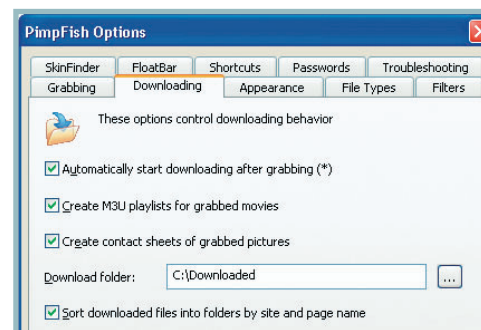 PimpFish Options
SkinFinder FloatBar Shortcuts Passwords Troubleshooting
Grabbing Downloading Appearance File Types Filters
These options control downloading behavior
Automatically start downloading after grabbing (*)
Create M3U playlists for grabbed movies
Create contact sheets of grabbed pictures
Download folder: C:\Downloaded ...
Sort downloaded files into folders by site and page name